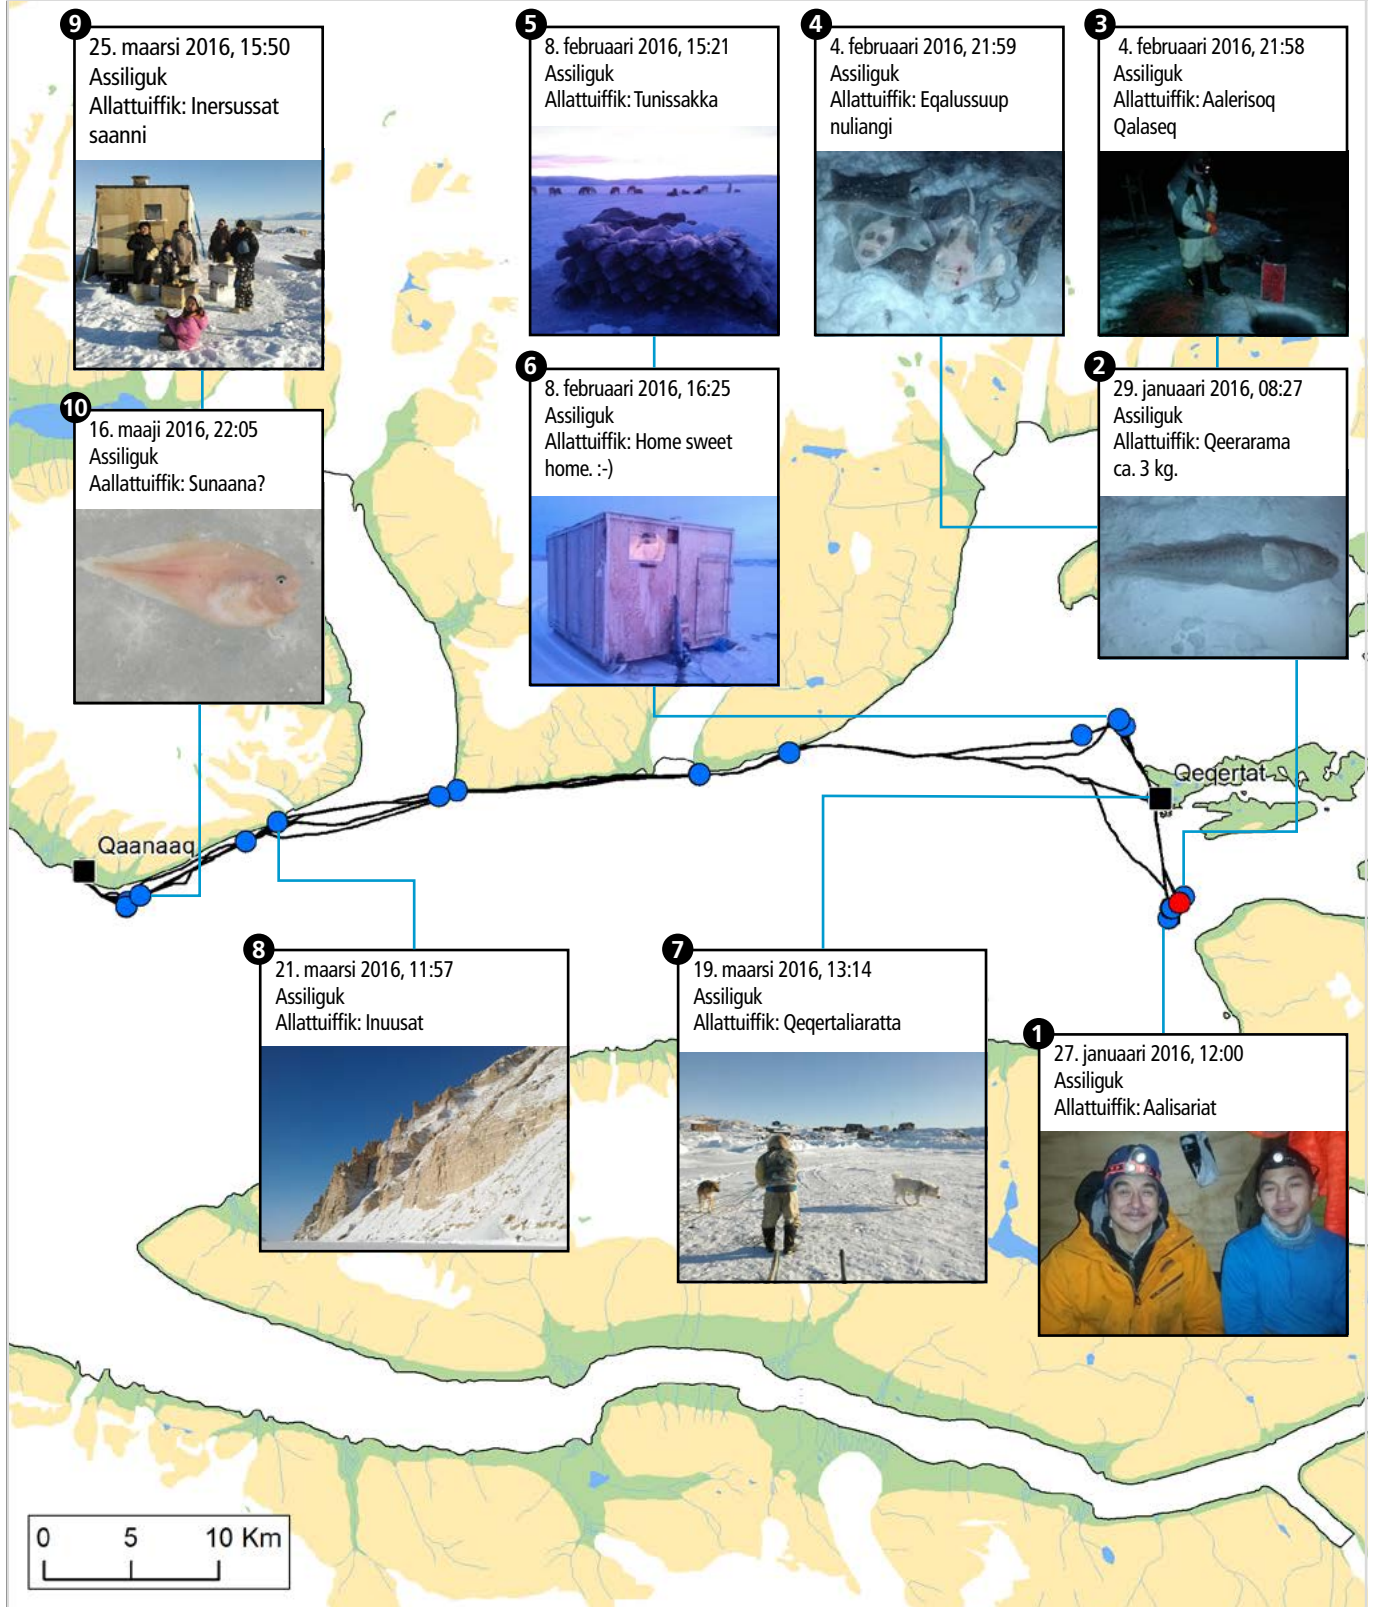 9
25. maarsi 2016, 15:50
Assiliguk
Allattuiffik: Inersussat
saanni
5
8. februaari 2016, 15:21
Assiliguk
Allattuiffik: Tunissakka
4
4. februaari 2016, 21:59
Assiliguk
Allattuiffik: Eqalussuup
nuliangi
3
4. februaari 2016, 21:58
Assiliguk
Allattuiffik: Aalerisoq
Qalaseq
10
16. maaji 2016, 22:05
Assiliguk
Aallattuiffik: Sunaana?
6
8. februaari 2016, 16:25
Assiliguk
Allattuiffik: Home sweet
home. :-)
2
29. januaari 2016, 08:27
Assiliguk
Allattuiffik: Qeerarama
ca. 3 kg.
Qeqertat
Qaanaaq
8
21. maarsi 2016, 11:57
Assiliguk
Allattuiffik: Inuusat
7
19. maarsi 2016, 13:14
Assiliguk
Allattuiffik: Qeqertaliaratta
1
27. januaari 2016, 12:00
Assiliguk
Allattuiffik: Aalisariat
0 5 10 Km